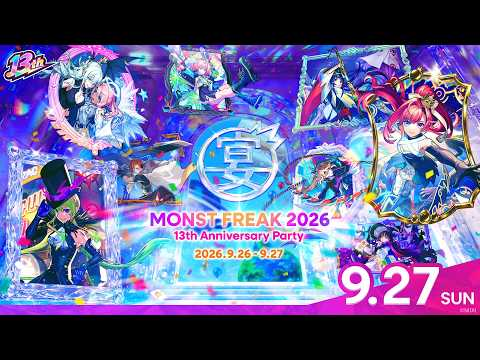 13th
宴
MONST FREAK 2026
13th Anniversary Party
2026.9.26 - 9.27
9.27 SUN